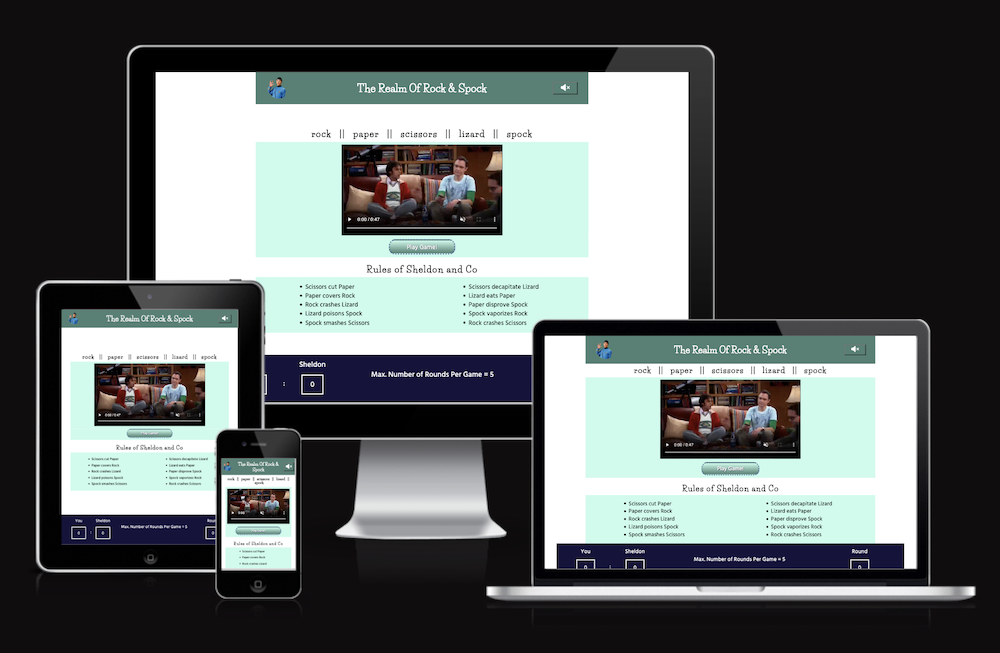 The Realm Of Rock & Spock
rock || paper || scissors || lizard || spock
0:00 / 0:47
Play Game!
Rules of Sheldon and Co
Scissors cut Paper
Paper covers Rock
Rock crashes Lizard
Lizard poisons Spock
Spock smashes Scissors
Scissors decapitate Lizard
Lizard eats Paper
Paper disprove Spock
Spock vaporizes Rock
Rock crashes Scissors
Sheldon
: 0
Max. Number of Rounds Per Game = 5
The Realm Of Rock & Spock
rock || paper || scissors || lizard || spock
0:00 / 0:47
Rules of Sheldon and Co
Scissors cut Paper
Paper covers Rock
Rock crashes Lizard
Lizard poisons Spock
Spock smashes Scissors
Scissors decapitate Lizard
Lizard eats Paper
Paper disprove Spock
Spock vaporizes Rock
Rock crashes Scissors
You Sheldon
0 : 0
Max. Number of Rounds Per Game = 5
Roun
0
The Realm Of Rock &
Spock
rock || paper || scissors || lizard ||
spock
Rules of Sheldon and Co
Scissors cut Paper
Paper covers Rock
Rock crashes Lizard
The Realm Of Rock & Spock
rock || paper || scissors || lizard || spock
0:00 / 0:47
Play Game!
Rules of Sheldon and Co
Scissors cut Paper
Paper covers Rock
Rock crashes Lizard
Lizard poisons Spock
Spock smashes Scissors
Scissors decapitate Lizard
Lizard eats Paper
Paper disprove Spock
Spock vaporizes Rock
Rock crashes Scissors
You Sheldon
0 : 0
Max. Number of Rounds Per Game = 5
Round
0